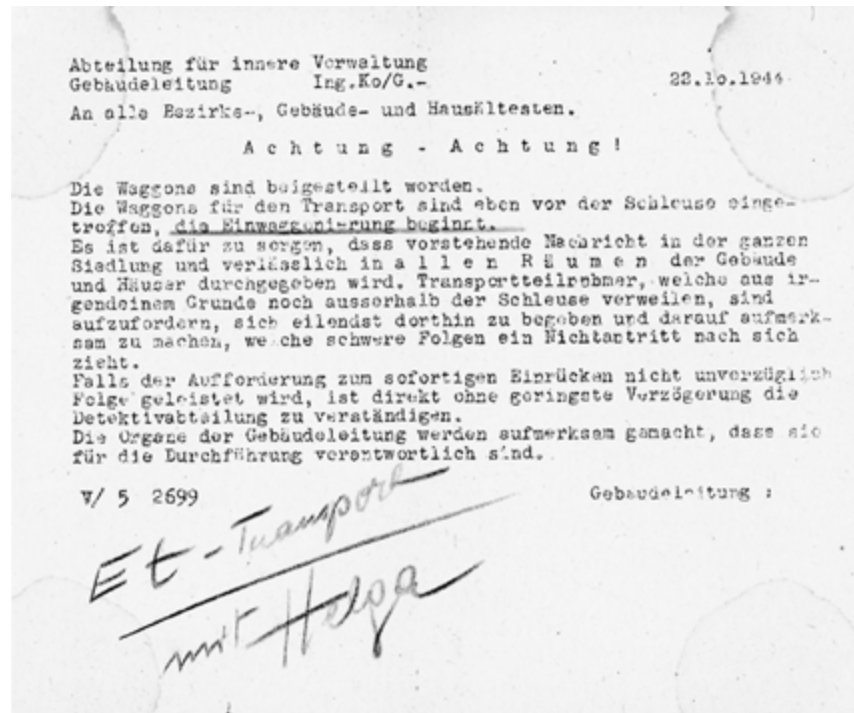 Abteilung für innere Verwaltung
Gebäudeleitung Ing.Ko/G.- 22.10.1944
An alle Bezirks-, Gebäude- und Hausältesten.
A c h t u n g - A c h t u n g !
Die Waggons sind beigestellt worden.
Die Waggons für den Transport sind eben vor der Schleuse einge-
troffen, die Einwaggonierung beginnt.
Es ist dafür zu sorgen, dass vorstehende Nachricht in der ganzen
Siedlung und verlässlich in a l l e n Räumen der Gebäude
und Häuser durchgegeben wird. Transportteilnehmer, welche aus ir-
gendeinem Grunde noch ausserhalb der Schleuse verweilen, sind
aufzufordern, sich eilendst dorthin zu begeben und darauf aufmerk-
sam zu machen, welche schwere Folgen ein Nichtantritt nach sich
zieht.
Falls der Aufforderung zum sofortigen Einrücken nicht unverzüglich
Folge geleistet wird, ist direkt ohne geringste Verzögerung die
Detektivabteilung zu verständigen.
Die Organe der Gebäudeleitung werden aufmerksam gemacht, dass sie
für die Durchführung verantwortlich sind.
V/ 5 2699 Gebäudeleitung :
Et-Transport
mit Helga